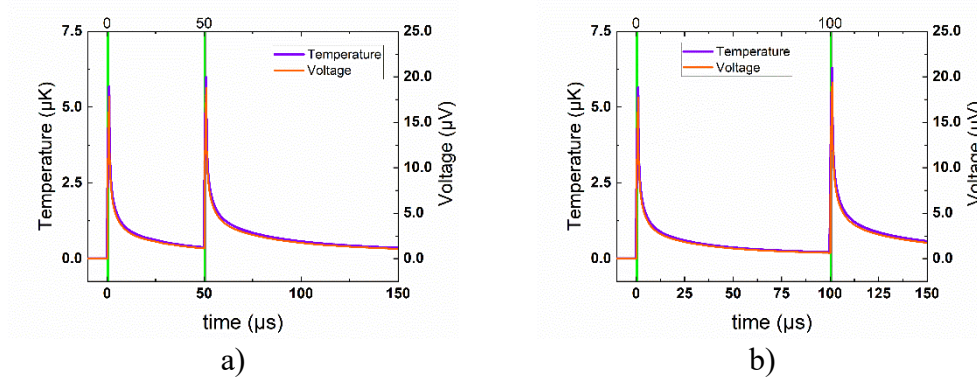 0 50
7.5 25.0
Temperature
Voltage
20.0
5.0
15.0
Temperature (µK)
Voltage (µV)
10.0
2.5
5.0
0.0 0.0
0 50 100 150
time (µs)
a)
0 100
7.5 25.0
Temperature
Voltage
20.0
5.0
15.0
Temperature (µK)
Voltage (µV)
10.0
2.5
5.0
0.0 0.0
0 25 50 75 100 125 150
time (µs)
b)